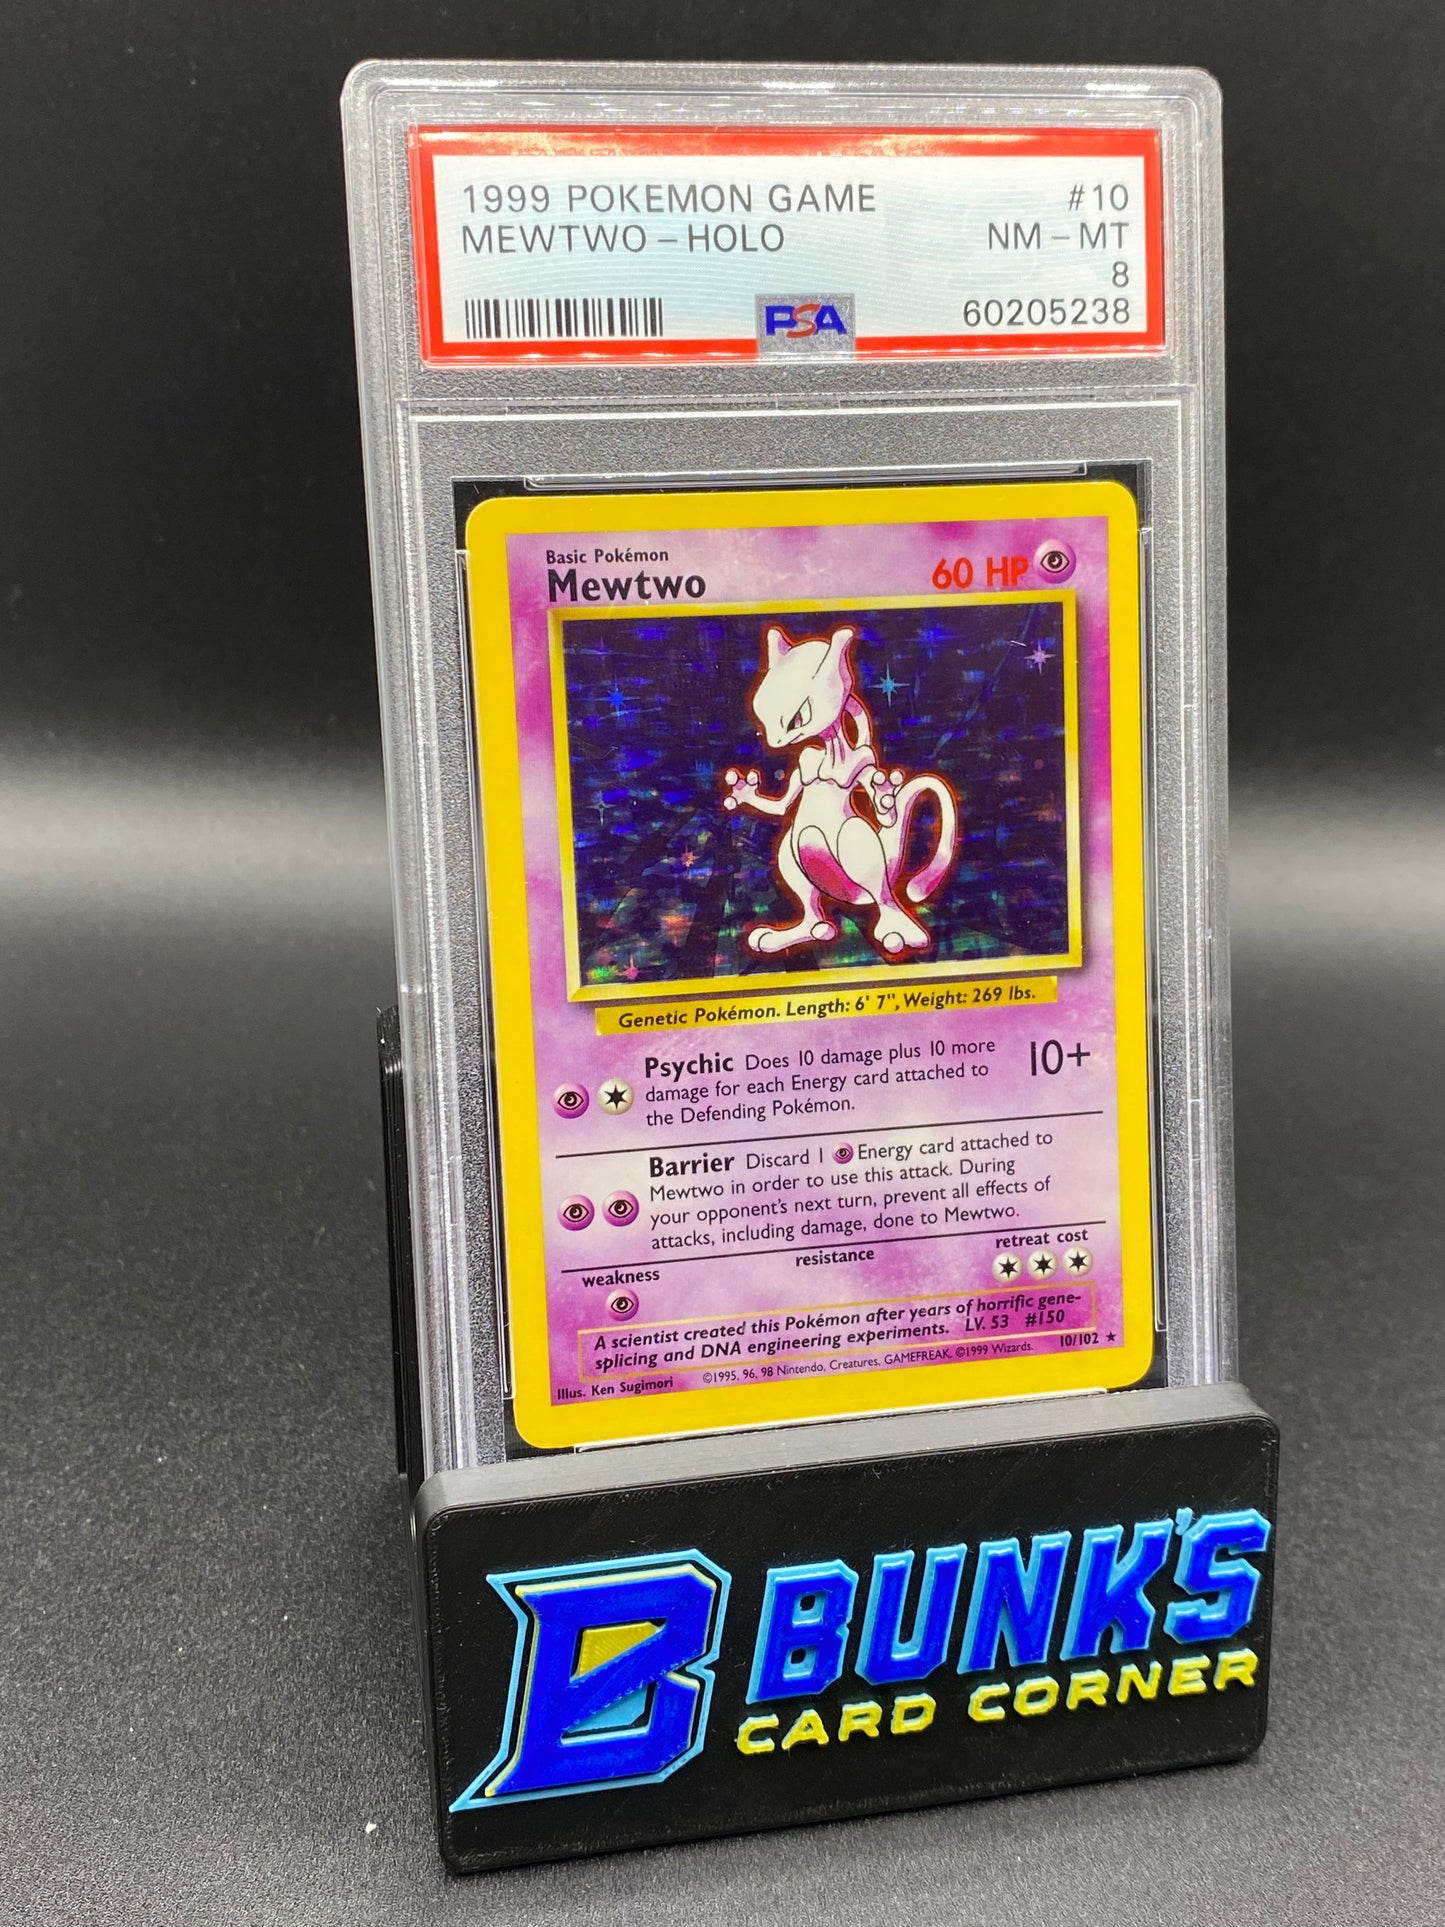 1999 POKEMON GAME #10
MEWTWO – HOLO NM – MT
8
PSA 60205238
Basic Pokémon
Mewtwo 60 HP
Genetic Pokémon. Length: 6' 7", Weight: 269 lbs.
Psychic Does 10 damage plus 10 more
damage for each Energy card attached to
the Defending Pokémon.
10+
Barrier Discard 1 Energy card attached to
Mewtwo in order to use this attack. During
your opponent's next turn, prevent all effects of
attacks, including damage, done to Mewtwo.
weakness resistance retreat cost
A scientist created this Pokémon after years of horrific gene-
splicing and DNA engineering experiments. LV. 53 #150
Illus. Ken Sugimori ©1995, 96, 98 Nintendo, Creatures, GAMEFREAK. ©1999 Wizards. 10/102 ★
B BUNK'S
CARD CORNER